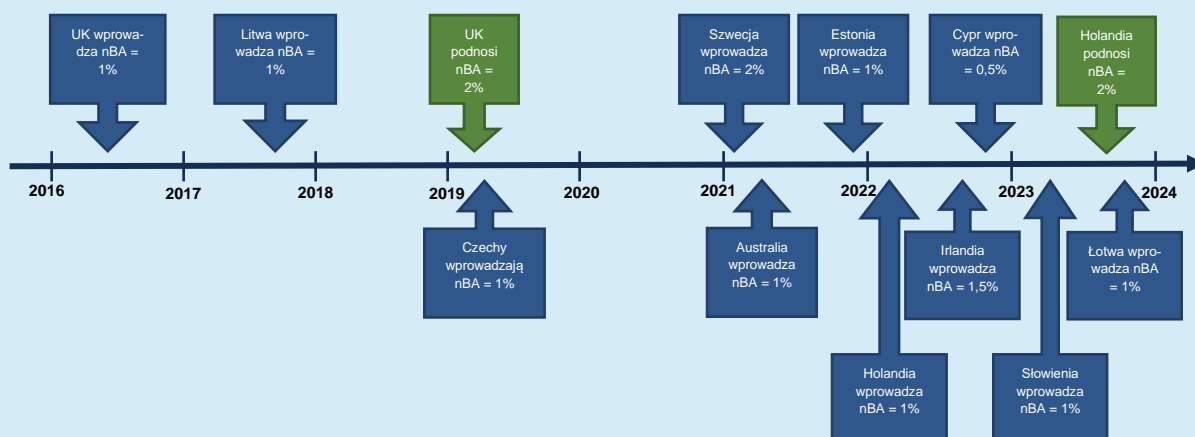 UK wprowa-
dza nBA =
1%
Litwa wpro-
wadza nBA =
1%
UK
podnosi
nBA =
2%
Szwecja
wprowadza
nBA = 2%
Estonia
wprowadza
nBA = 1%
Cypr wpro-
wadza nBA
= 0,5%
Holandia
podnosi
nBA =
2%
2016
2017
2018
2019
2020
2021
2022
2023
2024
Czechy
wprowadzają
nBA = 1%
Australia
wprowadza
nBA = 1%
Irlandia
wprowadza
nBA = 1,5%
Łotwa wpro-
wadza nBA
= 1%
Holandia
wprowadza
nBA = 1%
Słowienia
wprowadza
nBA = 1%